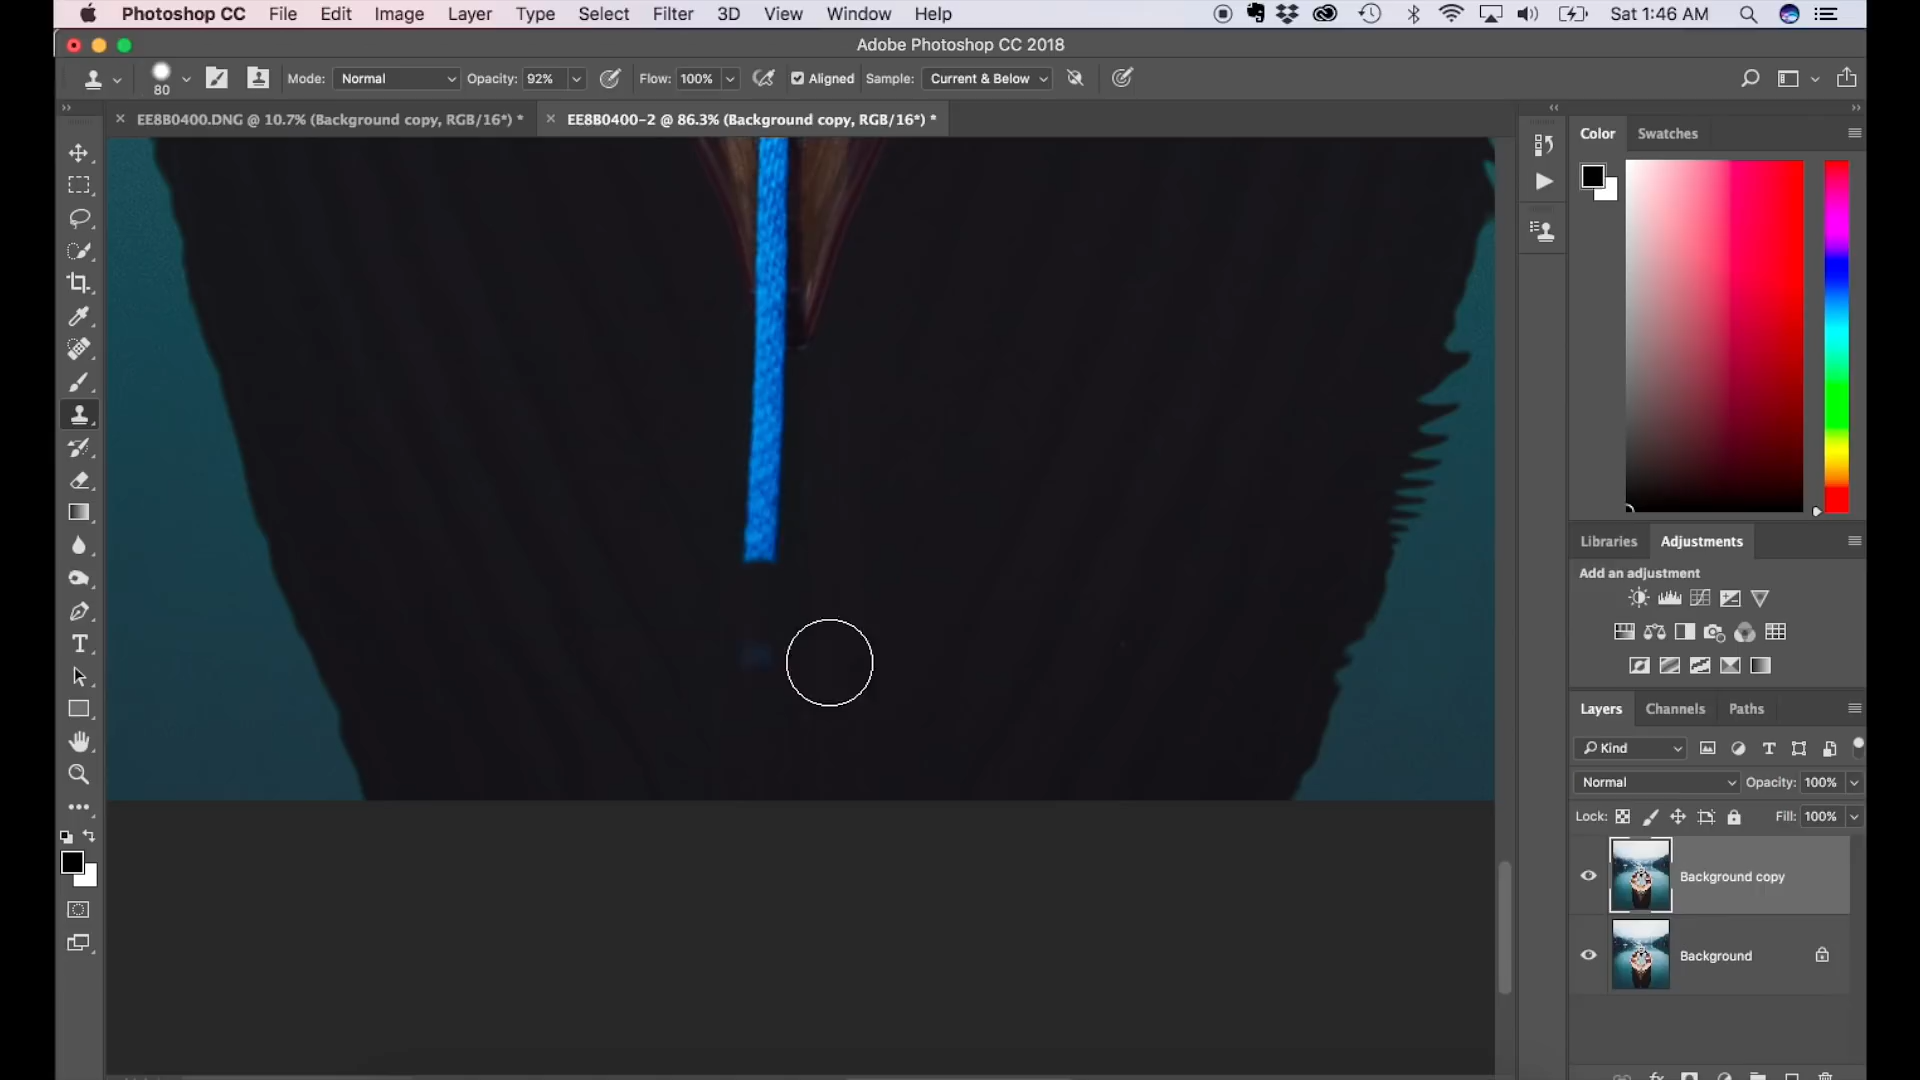 Photoshop CC File Edit Image Layer Type Select Filter 3D View Window Help Sat 1:46 AM
Adobe Photoshop CC 2018
80 Mode: Normal Opacity: 92% Flow: 100% Aligned Sample: Current & Below
EE8B0400.DNG @ 10.7% (Background copy, RGB/16*) * EE8B0400-2 @ 86.3% (Background copy, RGB/16*) *
Color Swatches
Libraries Adjustments
Add an adjustment
Layers Channels Paths
Kind
Normal Opacity: 100%
Lock: Fill: 100%
Background copy
Background